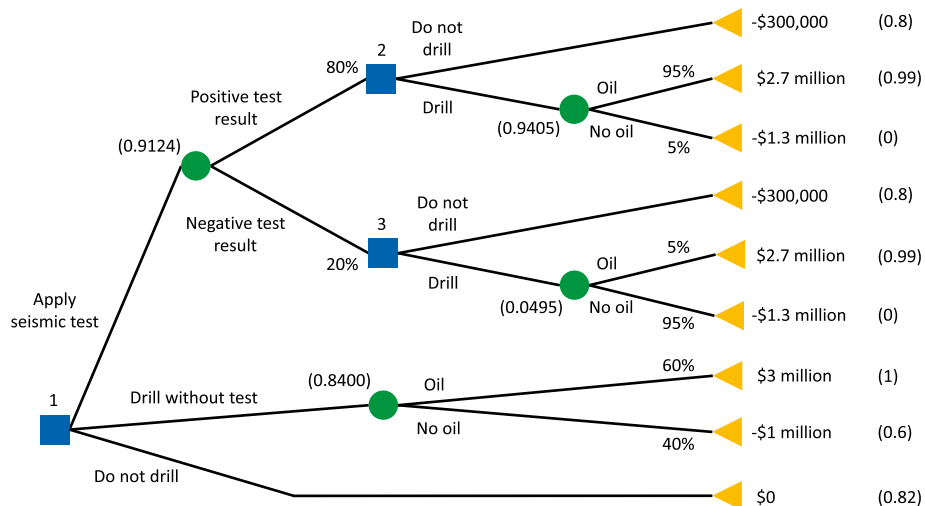 Do not
drill
-$300,000 (0.8)
2
80%
Positive test
result
Oil
95%
$2.7 million (0.99)
Drill
(0.9405)
No oil
5%
-$1.3 million (0)
(0.9124)
Negative test
result
Do not
drill
-$300,000 (0.8)
3
20%
Oil
5%
$2.7 million (0.99)
Drill
(0.0495)
No oil
95%
-$1.3 million (0)
Apply
seismic test
(0.8400)
Oil
60%
$3 million (1)
1
Drill without test
No oil
40%
-$1 million (0.6)
Do not drill
$0 (0.82)